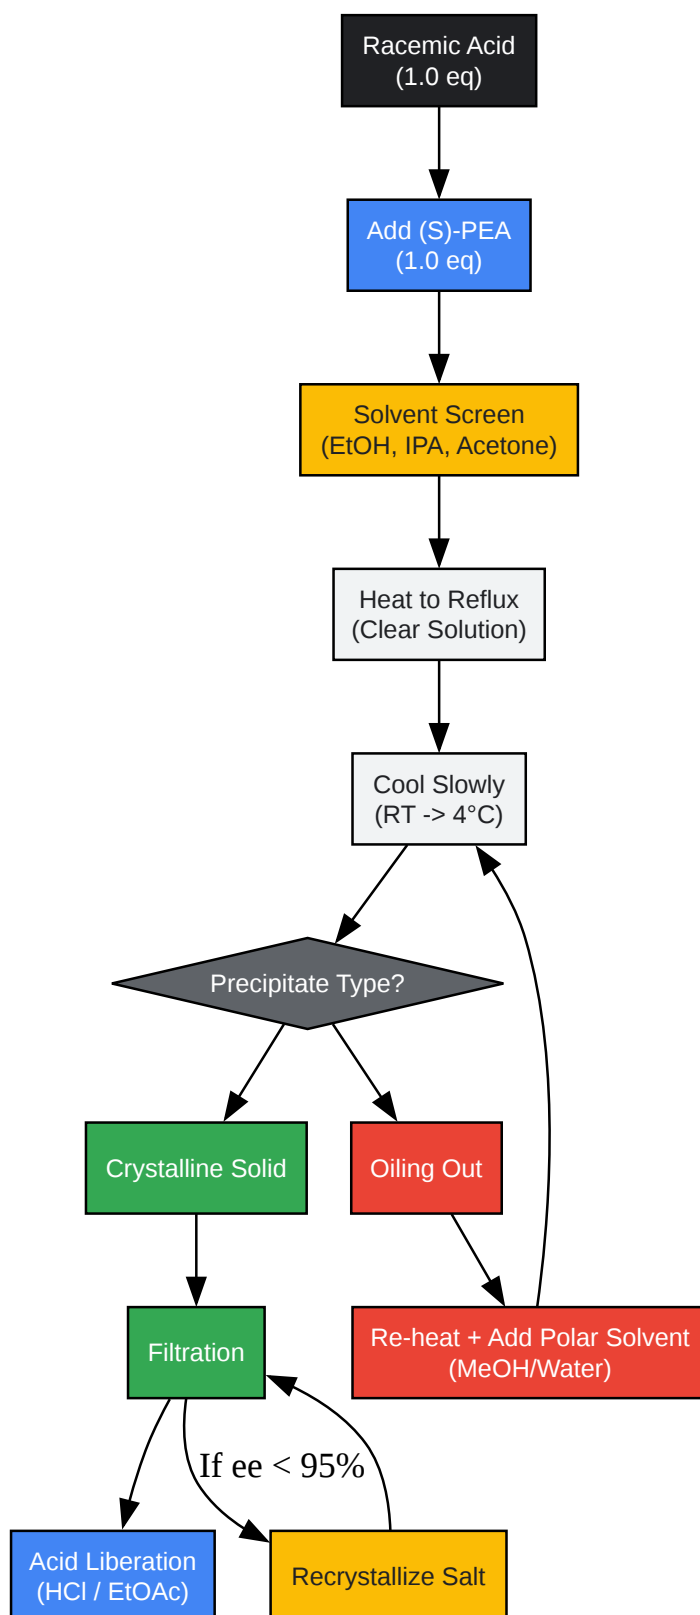 Racemic Acid
(1.0 eq)
Add (S)-PEA
(1.0 eq)
Solvent Screen
(EtOH, IPA, Acetone)
Heat to Reflux
(Clear Solution)
Cool Slowly
(RT -> 4°C)
Precipitate Type?
Crystalline Solid
Oiling Out
Filtration
Re-heat + Add Polar Solvent
(MeOH/Water)
If ee < 95%
Acid Liberation
(HCl / EtOAc)
Recrystallize Salt